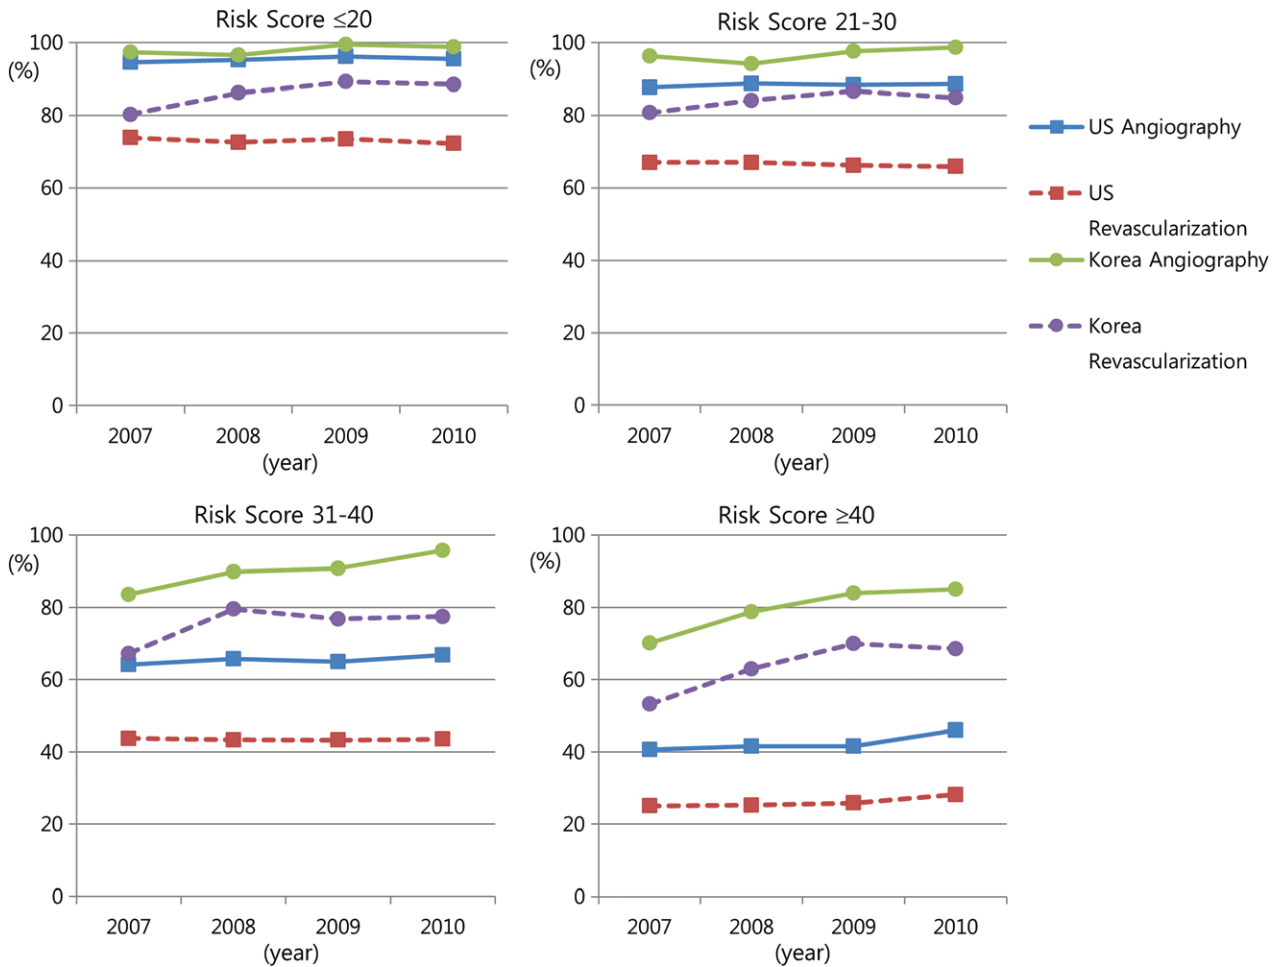 Risk Score ≤20
100
(%)
80
60
40
20
0
2007 2008 2009 2010
(year)
Risk Score 21-30
100
(%)
80
60
40
20
0
2007 2008 2009 2010
(year)
US Angiography
US
Revascularization
Korea Angiography
Korea
Revascularization
Risk Score 31-40
100
(%)
80
60
40
20
0
2007 2008 2009 2010
(year)
Risk Score ≥40
100
(%)
80
60
40
20
0
2007 2008 2009 2010
(year)